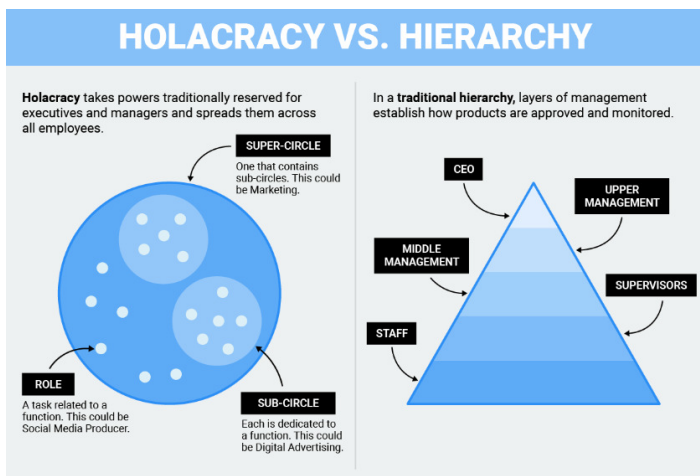 HOLACRACY VS. HIERARCHY
Holacracy takes powers traditionally reserved for
executives and managers and spreads them across
all employees.
SUPER-CIRCLE
One that contains
sub-circles. This could
be Marketing.
ROLE
A task related to a
function. This could be
Social Media Producer.
SUB-CIRCLE
Each is dedicated to
a function. This could
be Digital Advertising.
In a traditional hierarchy, layers of management
establish how products are approved and monitored.
CEO
UPPER
MANAGEMENT
MIDDLE
MANAGEMENT
SUPERVISORS
STAFF